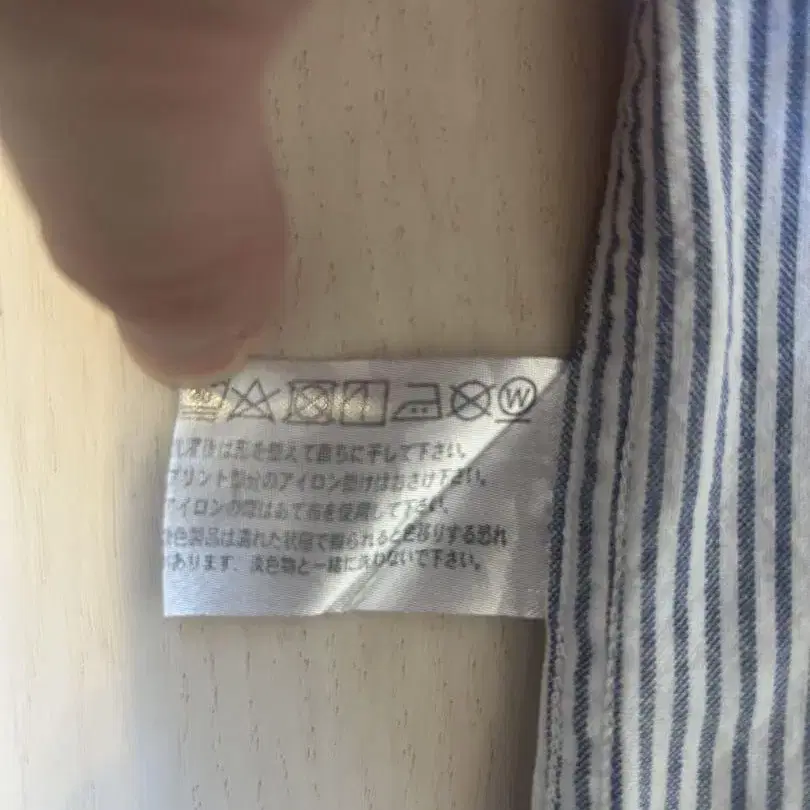 W
洗濯後は形を整えて直ちに干して下さい。
プリント部分のアイロン掛けはおさけ下さい。
アイロンの際はあて布を使用して下さい。
色製品は濡れた状態で擦られると色移りする恐れ
があります、淡色物と一緒に洗わないで下さい。